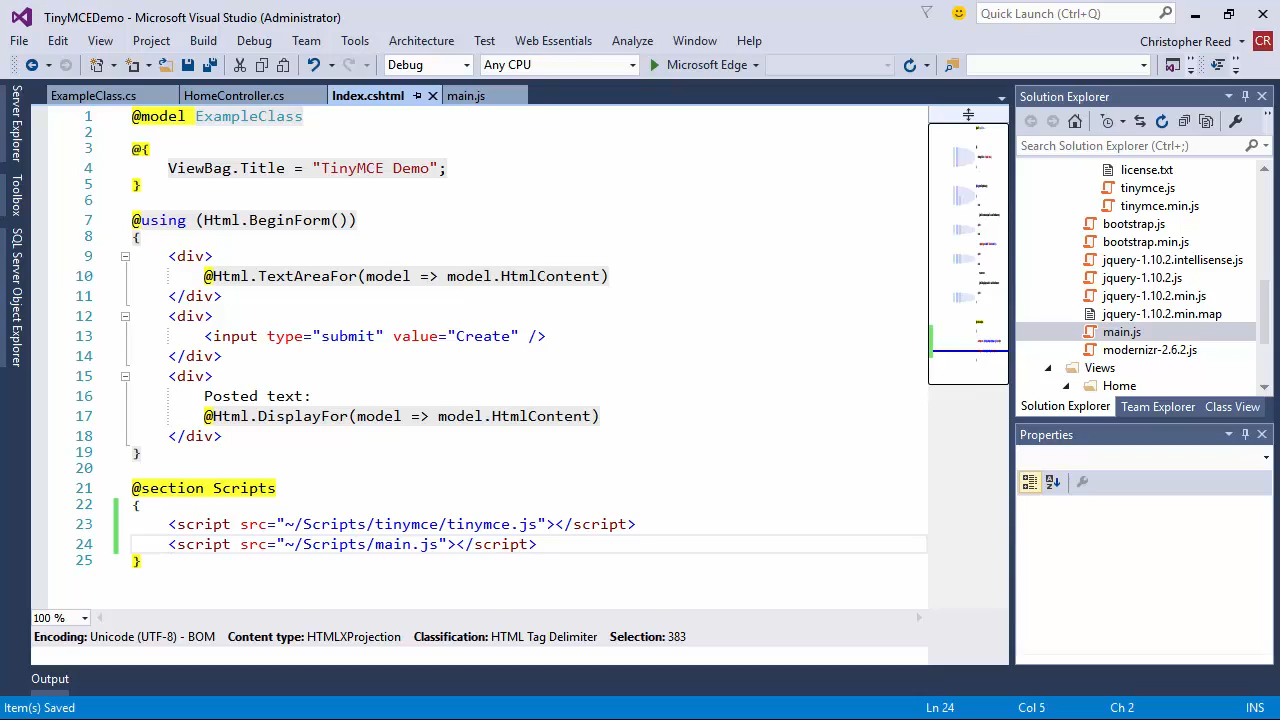 TinyMCEDemo - Microsoft Visual Studio (Administrator)
Quick Launch (Ctrl+Q)
File Edit View Project Build Debug Team Tools Architecture Test Web Essentials Analyze Window Help
Christopher Reed CR
Debug Any CPU Microsoft Edge
Server Explorer
Toolbox
SQL Server Object Explorer
ExampleClass.cs HomeController.cs Index.cshtml main.js
1 @model ExampleClass
2
3 @{
4 ViewBag.Title = "TinyMCE Demo";
5 }
6
7 @using (Html.BeginForm())
8 {
9 <div>
10 @Html.TextAreaFor(model => model.HtmlContent)
11 </div>
12 <div>
13 <input type="submit" value="Create" />
14 </div>
15 <div>
16 Posted text:
17 @Html.DisplayFor(model => model.HtmlContent)
18 </div>
19 }
20
21 @section Scripts
22 {
23 <script src="~/Scripts/tinymce/tinymce.js"></script>
24 <script src="~/Scripts/main.js"></script>
25 }
100 %
Encoding: Unicode (UTF-8) - BOM Content type: HTMLXProjection Classification: HTML Tag Delimiter Selection: 383
Solution Explorer
Search Solution Explorer (Ctrl+;)
license.txt
tinymce.js
tinymce.min.js
bootstrap.js
bootstrap.min.js
jquery-1.10.2.intellisense.js
jquery-1.10.2.js
jquery-1.10.2.min.js
jquery-1.10.2.min.map
main.js
modernizr-2.6.2.js
Views
Home
Solution Explorer Team Explorer Class View
Properties
Output
Item(s) Saved Ln 24 Col 5 Ch 2 INS